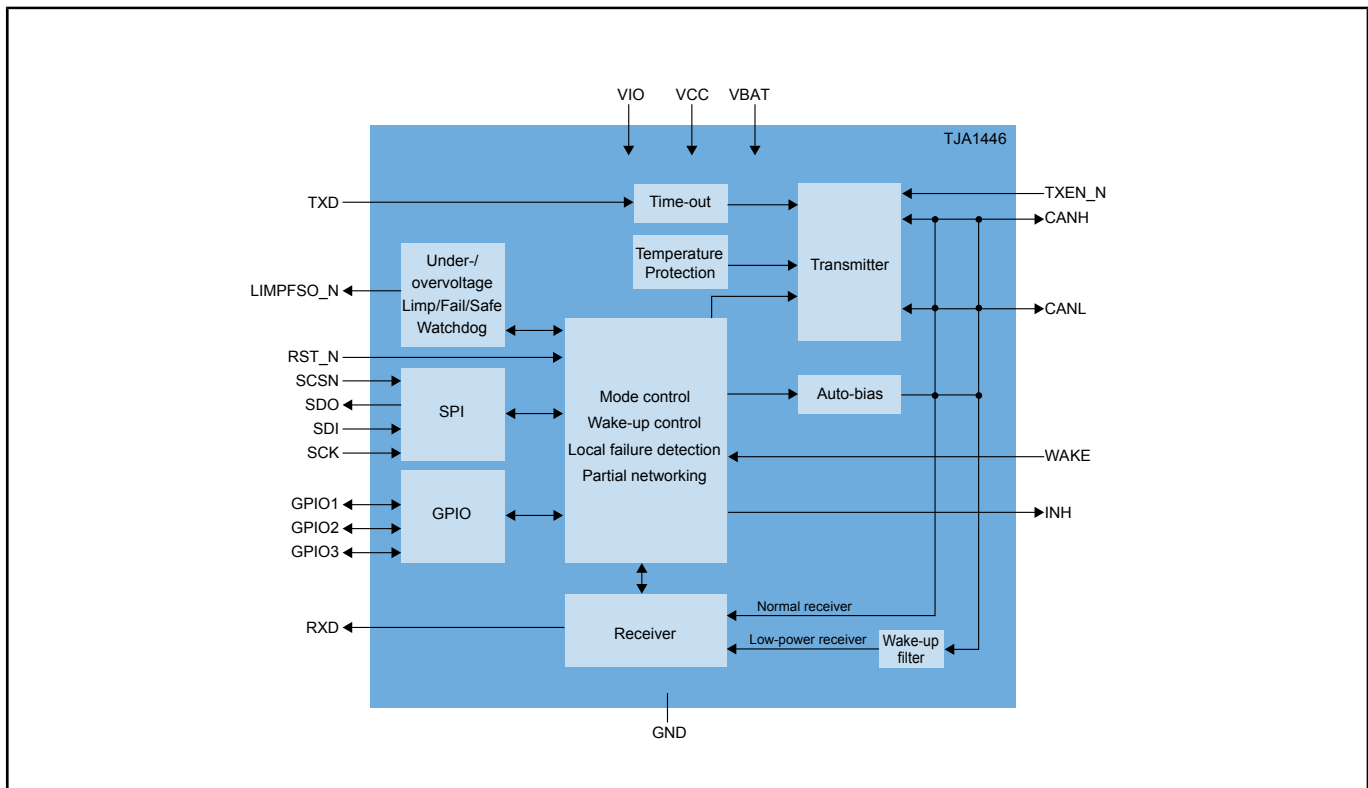 VIO
VCC
VBAT
TJA1446
TXD
Time-out
TXEN_N
CANH
Temperature
Protection
Transmitter
Under-/
overvoltage
Limp/Fail/Safe
Watchdog
LIMPFSO_N
CANL
RST_N
SCSN
SDO
SDI
SCK
SPI
Mode control
Wake-up control
Local failure detection
Partial networking
Auto-bias
WAKE
GPIO1
GPIO2
GPIO3
GPIO
INH
RXD
Receiver
Normal receiver
Low-power receiver
Wake-up
filter
GND